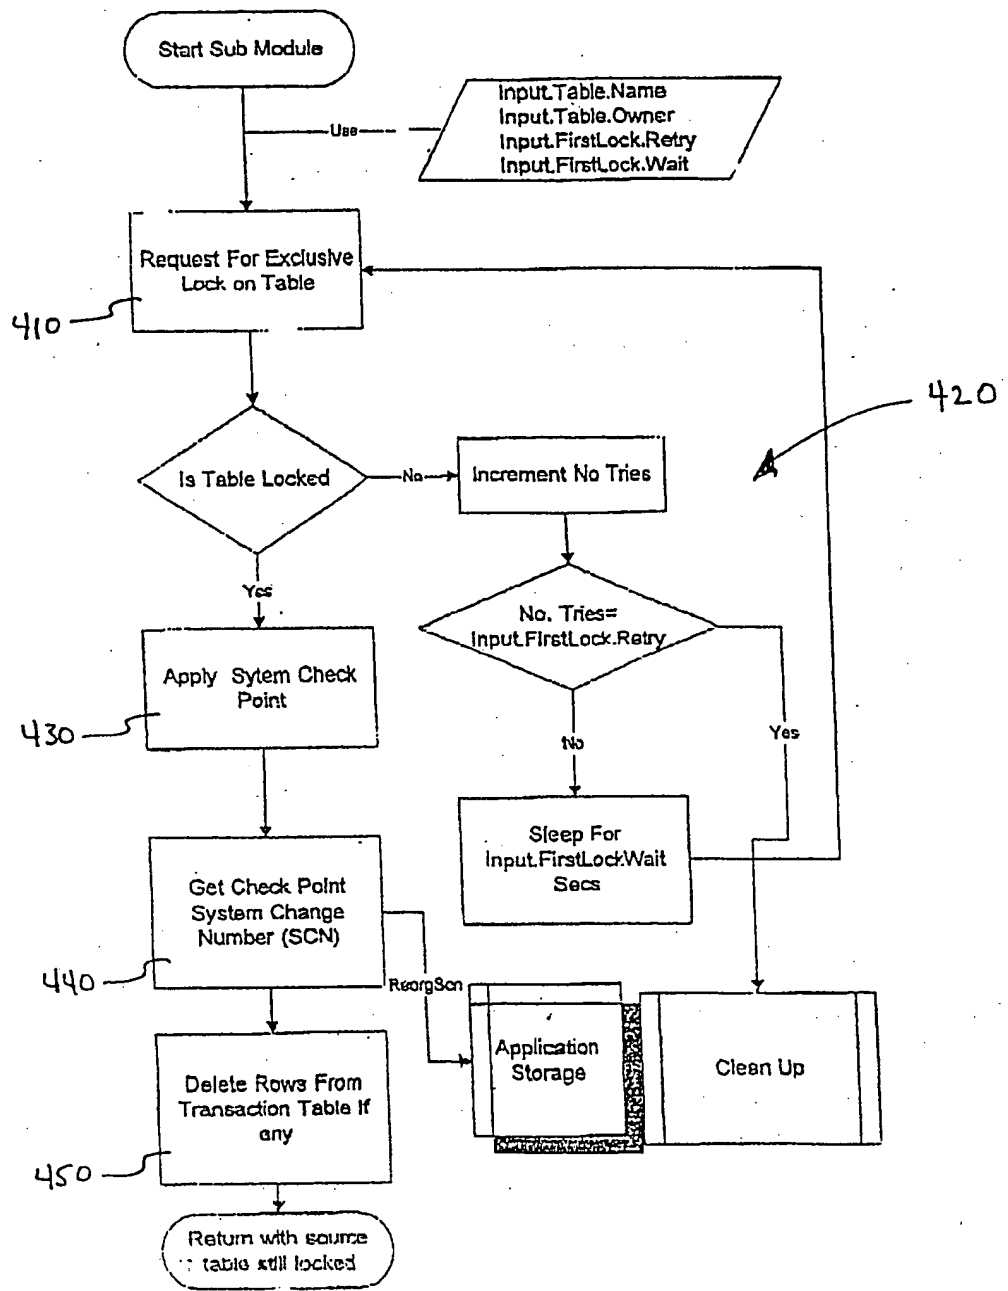 Start Sub Module
Input.Table.Name
Input.Table.Owner
Input.FirstLock.Retry
Input.FirstLock.Wait
Use
Request For Exclusive
Lock on Table
410
420
Is Table Locked
No
Increment No Tries
Yes
No. Tries=
Input.FirstLock.Retry
Apply Sytem Check
Point
430
No
Yes
Sleep For
Input.FirstLock.Wait
Secs
Get Check Point
System Change
Number (SCN)
440
ReorgScn
Application
Storage
Clean Up
Delete Rows From
Transaction Table If
any
450
Return with source
table still locked